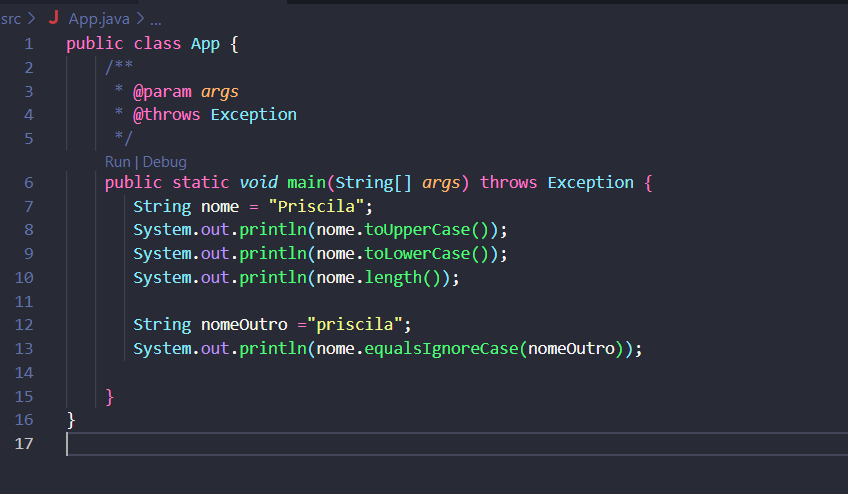 src > J App.java > ...
1 public class App {
2     /**
3      * @param args
4      * @throws Exception
5      */
Run | Debug
6     public static void main(String[] args) throws Exception {
7         String nome = "Priscila";
8         System.out.println(nome.toUpperCase());
9         System.out.println(nome.toLowerCase());
10         System.out.println(nome.length());
11
12         String nomeOutro ="priscila";
13         System.out.println(nome.equalsIgnoreCase(nomeOutro));
14
15     }
16 }
17